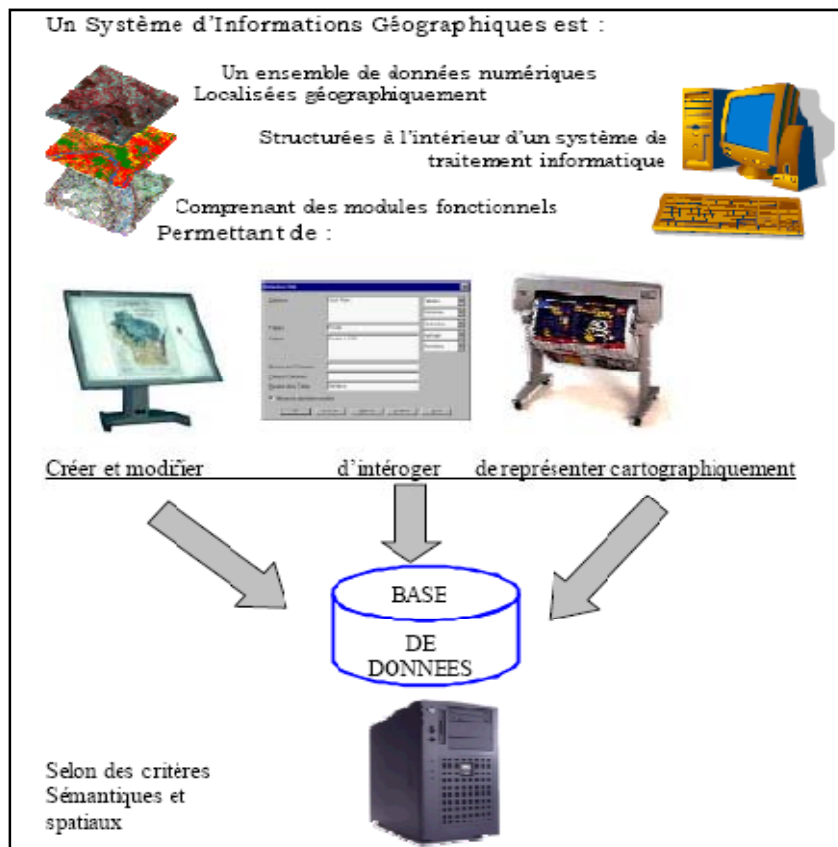 Un Système d'Informations Géographiques est :
Un ensemble de données numériques
Localisées géographiquement
Structurées à l'intérieur d'un système de
traitement informatique
Comprenant des modules fonctionnels
Permettant de :
Créer et modifier
d'intéroger
de représenter cartographiquement
BASE
DE
DONNEES
Selon des critères
Sémantiques et
spatiaux